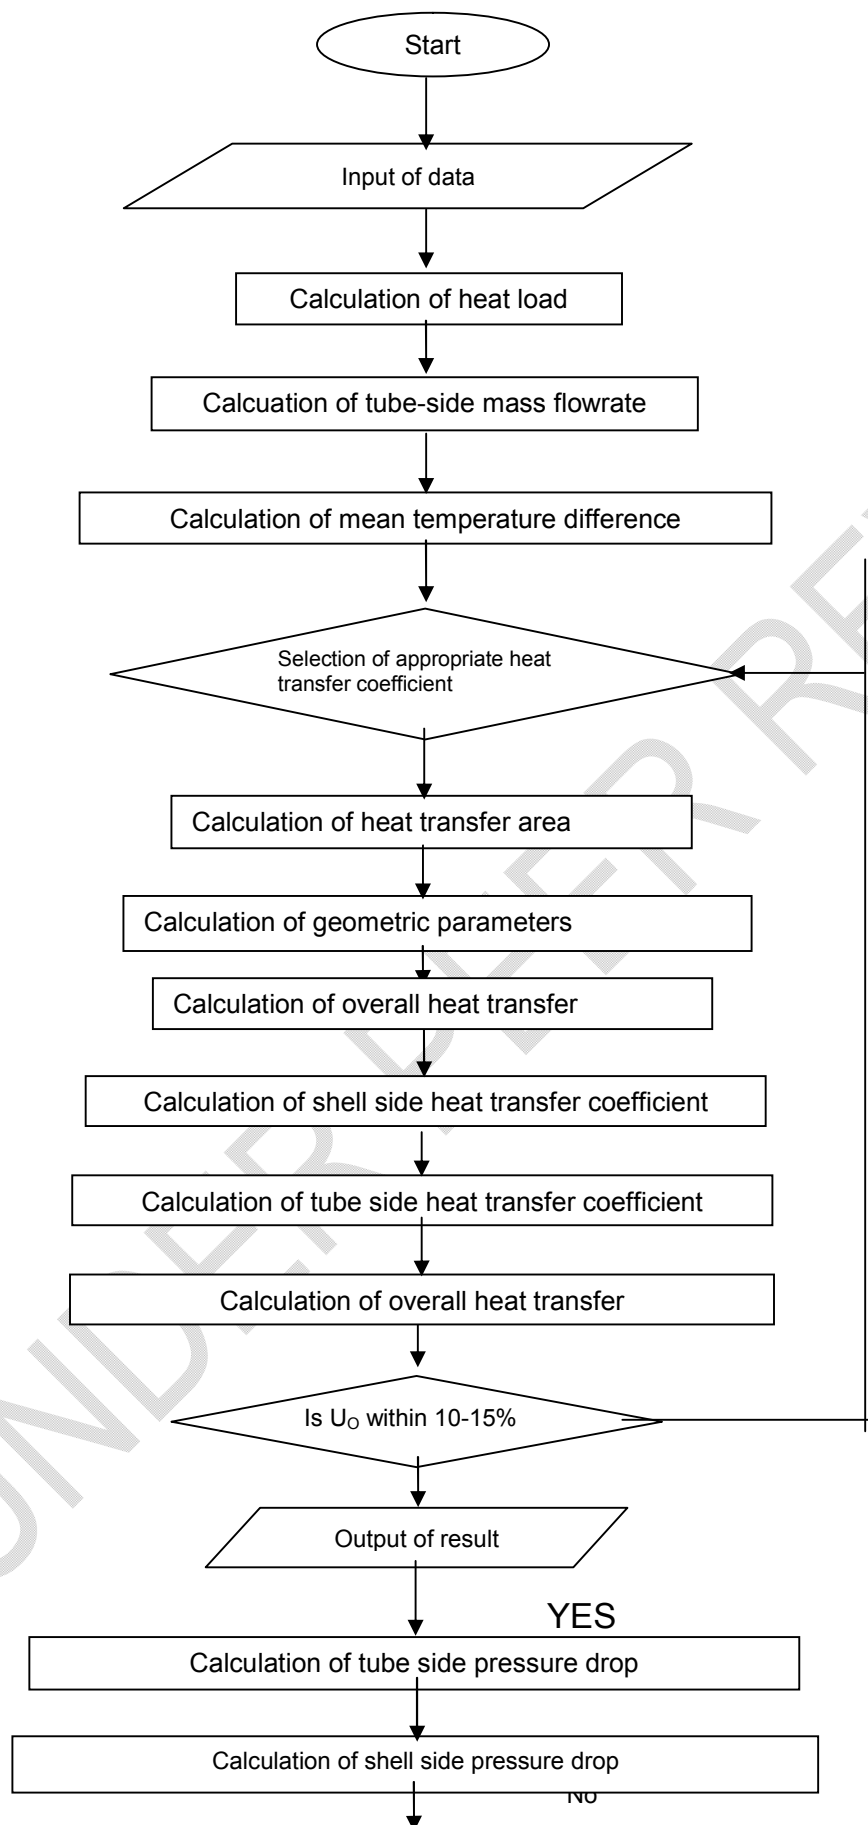 Start
Input of data
Calculation of heat load
Calcuation of tube-side mass flowrate
Calculation of mean temperature difference
Selection of appropriate heat
transfer coefficient
Calculation of heat transfer area
Calculation of geometric parameters
Calculation of overall heat transfer
Calculation of shell side heat transfer coefficient
Calculation of tube side heat transfer coefficient
Calculation of overall heat transfer
Is UO within 10-15%
Output of result
YES
Calculation of tube side pressure drop
Calculation of shell side pressure drop
No
UNDER PEER RE